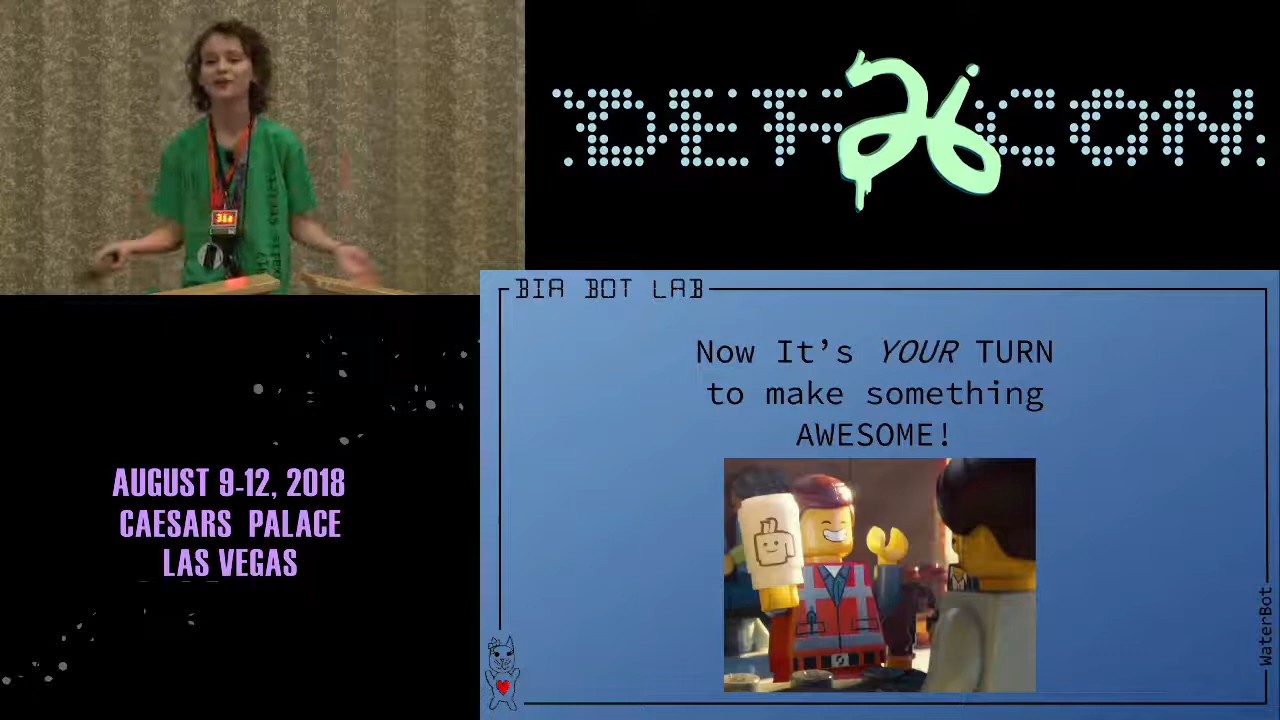 DEF 26 CON
BIA BOT LAB
Now It's YOUR TURN
to make something
AWESOME!
AUGUST 9-12, 2018
CAESARS PALACE
LAS VEGAS
WaterBot